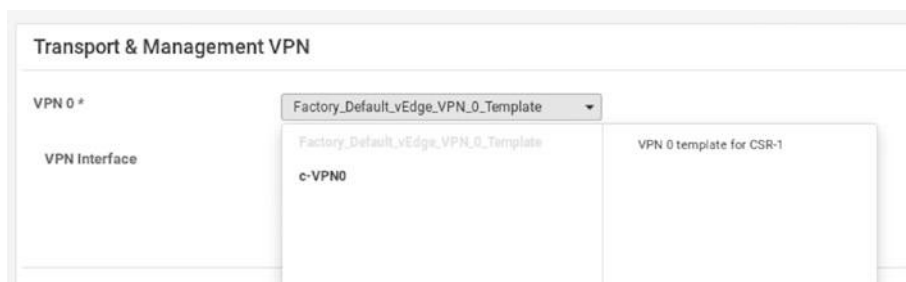 Transport & Management VPN
VPN 0 *
Factory_Default_vEdge_VPN_0_Template
Factory_Default_vEdge_VPN_0_Template
VPN 0 template for CSR-1
VPN Interface
c-VPN0